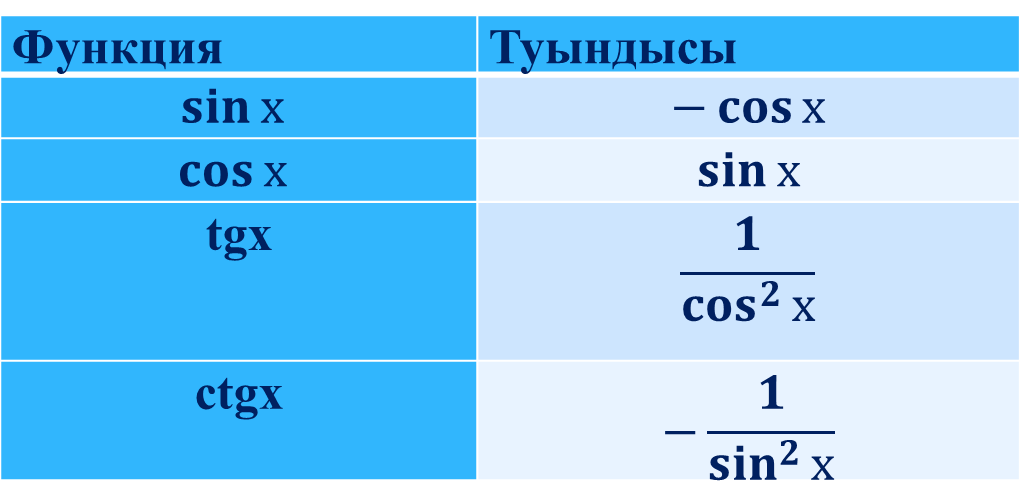 Функция Туындысы
sin x − cos x
cos x sin x
tgx 1/cos² x
ctgx − 1/sin² x